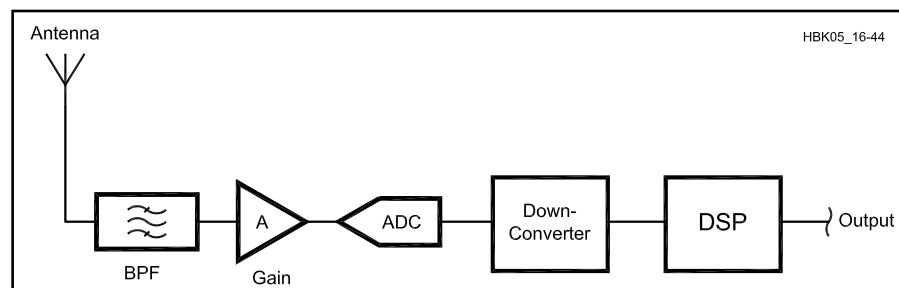 Antenna
HBK05_16-44
BPF
A
Gain
ADC
Down-
Converter
DSP
Output